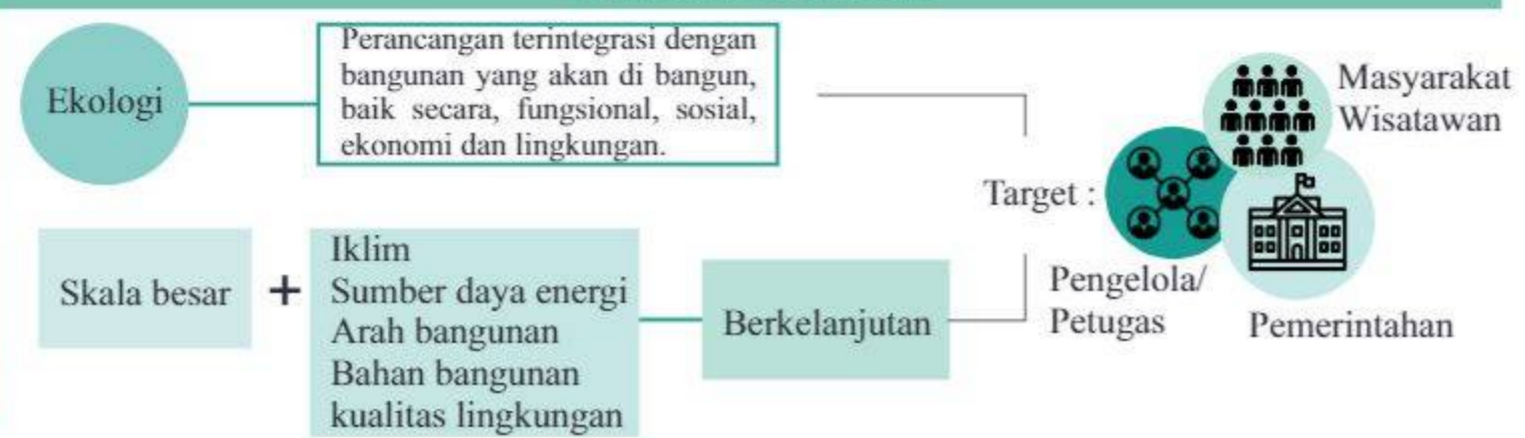 Ekologi
Perancangan terintegrasi dengan
bangunan yang akan di bangun,
baik secara, fungsional, sosial,
ekonomi dan lingkungan.
Skala besar
+
Iklim
Sumber daya energi
Arah bangunan
Bahan bangunan
kualitas lingkungan
Berkelanjutan
Target :
Masyarakat
Wisatawan
Pengelola/
Petugas
Pemerintahan